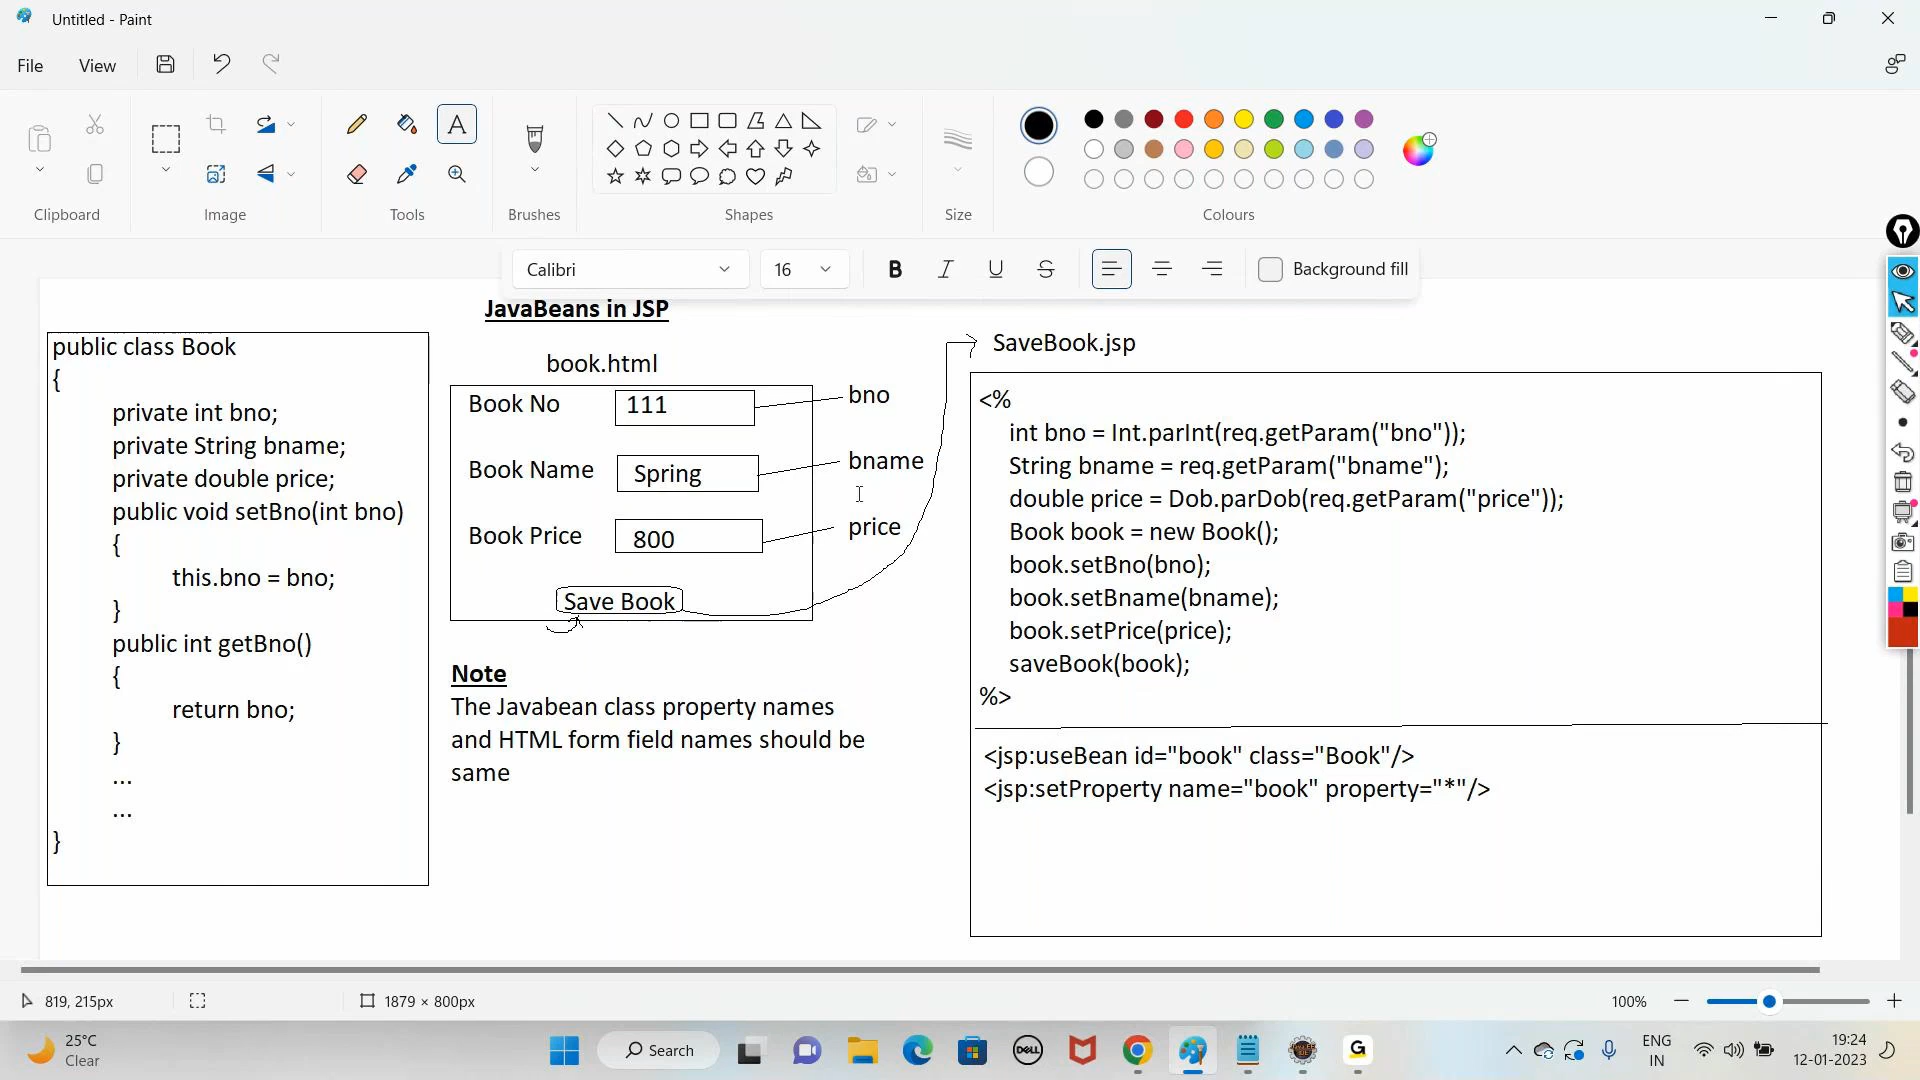 Untitled - Paint
File
View
Clipboard
Image
Tools
Brushes
Shapes
Size
Colours
Calibri
16
B
Background fill
JavaBeans in JSP
public class Book
{
private int bno;
private String bname;
private double price;
public void setBno(int bno)
{
this.bno = bno;
}
public int getBno()
{
return bno;
}
...
...
}
book.html
Book No
111
bno
Book Name
Spring
bname
Book Price
800
price
Save Book
Note
The Javabean class property names
and HTML form field names should be
same
SaveBook.jsp
<%
int bno = Int.parInt(req.getParam("bno"));
String bname = req.getParam("bname");
double price = Dob.parDob(req.getParam("price"));
Book book = new Book();
book.setBno(bno);
book.setBname(bname);
book.setPrice(price);
saveBook(book);
%>
<jsp:useBean id="book" class="Book"/>
<jsp:setProperty name="book" property="*"/>
819, 215px
1879 × 800px
100%
25°C
Clear
Search
DELL
ENG
IN
19:24
12-01-2023